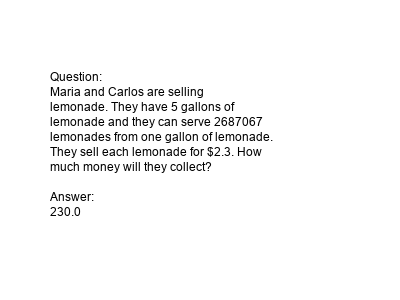 Question:
Maria and Carlos are selling
lemonade. They have 5 gallons of
lemonade and they can serve 2687067
lemonades from one gallon of lemonade.
They sell each lemonade for $2.3. How
much money will they collect?

Answer:
230.0